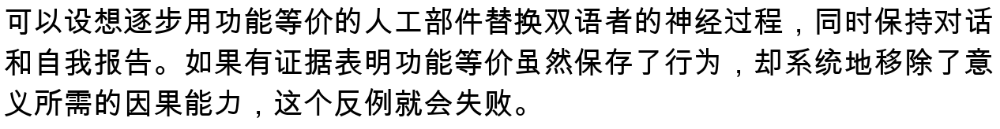 可以设想逐步用功能等价的人工部件替换双语者的神经过程，同时保持对话
和自我报告。如果有证据表明功能等价虽然保存了行为，却系统地移除了意
义所需的因果能力，这个反例就会失败。